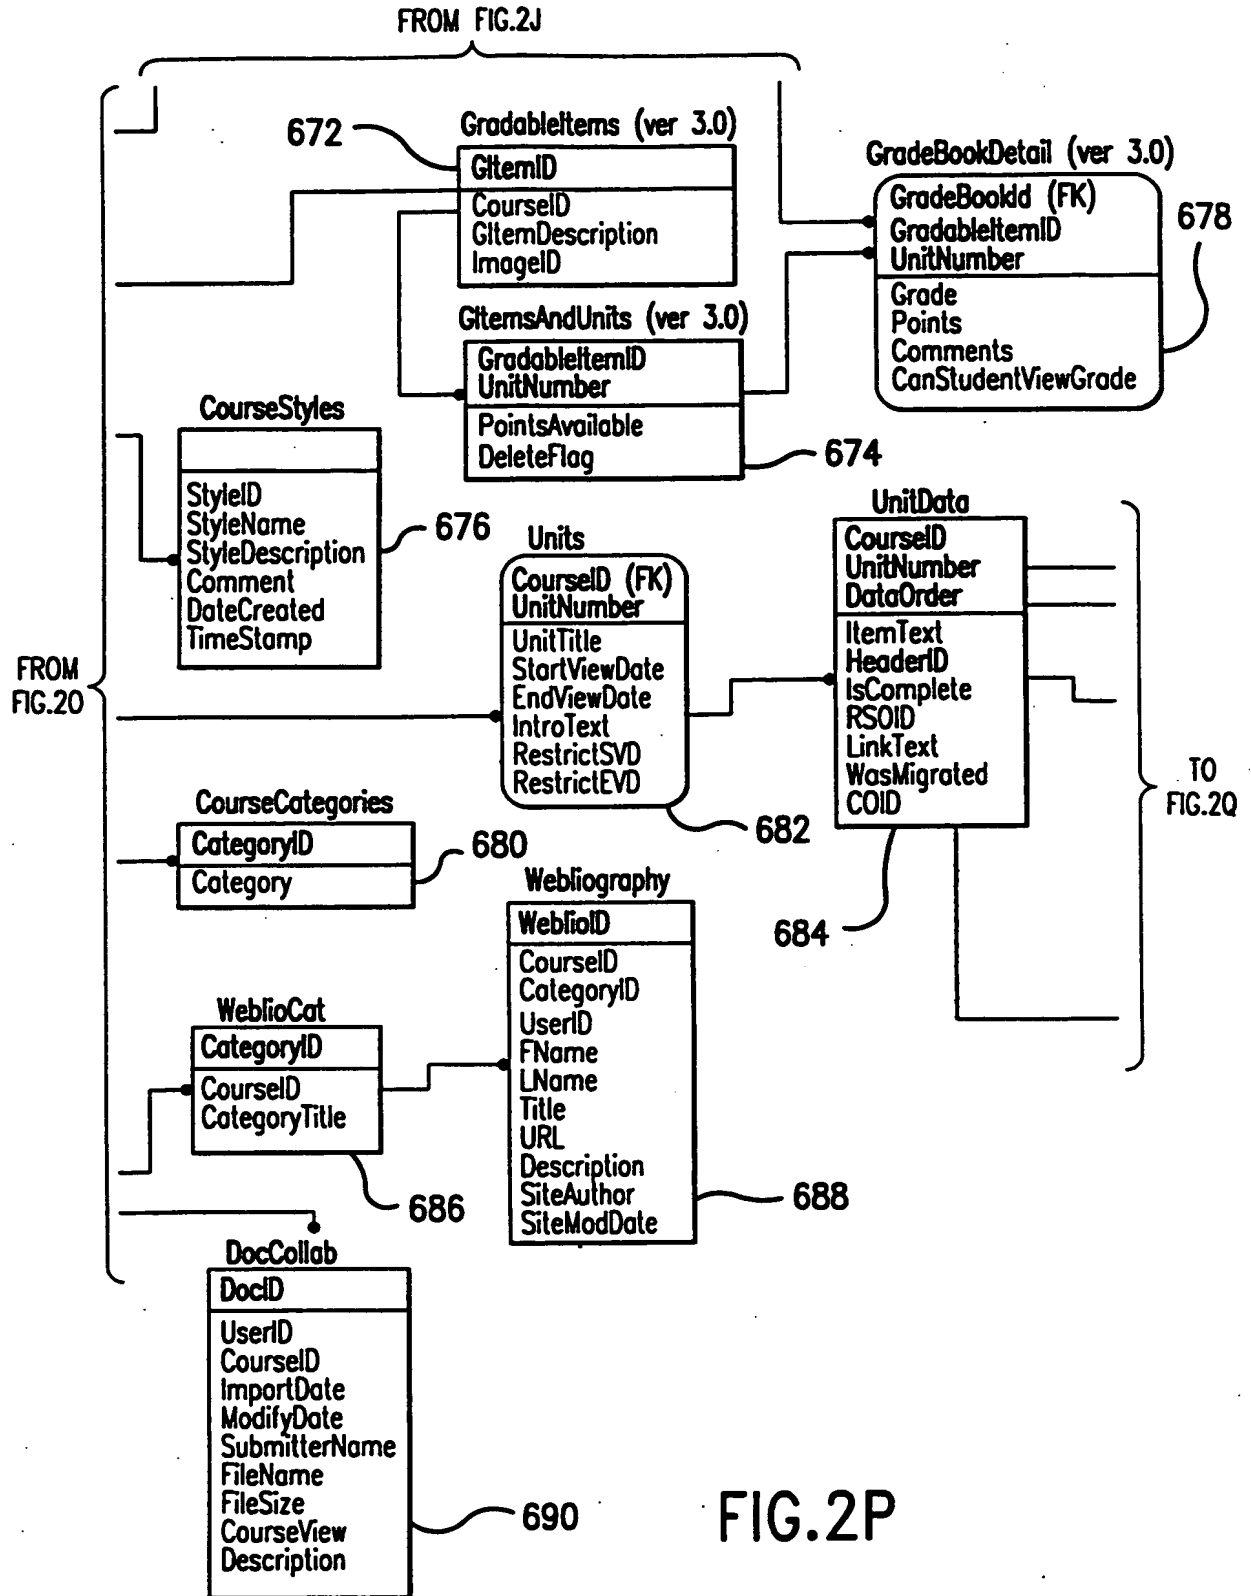 FROM FIG.2J
GradableItems (ver 3.0)
672
GItemID
CourseID
GItemDescription
ImageID
GradeBookDetail (ver 3.0)
GradeBookId (FK)
GradableItemID
UnitNumber
678
Grade
Points
Comments
CanStudentViewGrade
GItemsAndUnits (ver 3.0)
GradableItemID
UnitNumber
PointsAvailable
DeleteFlag
674
CourseStyles
StyleID
StyleName
StyleDescription
Comment
DateCreated
TimeStamp
676
Units
CourseID (FK)
UnitNumber
UnitTitle
StartViewDate
EndViewDate
IntroText
RestrictSVD
RestrictEVD
682
UnitData
CourseID
UnitNumber
DataOrder
ItemText
HeaderID
IsComplete
RSOID
LinkText
WasMigrated
COID
684
FROM
FIG.2O
TO
FIG.2Q
CourseCategories
CategoryID
Category
680
Webliography
WeblioID
CourseID
CategoryID
UserID
FName
LName
Title
URL
Description
SiteAuthor
SiteModDate
688
WeblioCat
CategoryID
CourseID
CategoryTitle
686
DocCollab
DocID
UserID
CourseID
ImportDate
ModifyDate
SubmitterName
FileName
FileSize
CourseView
Description
690
FIG.2P